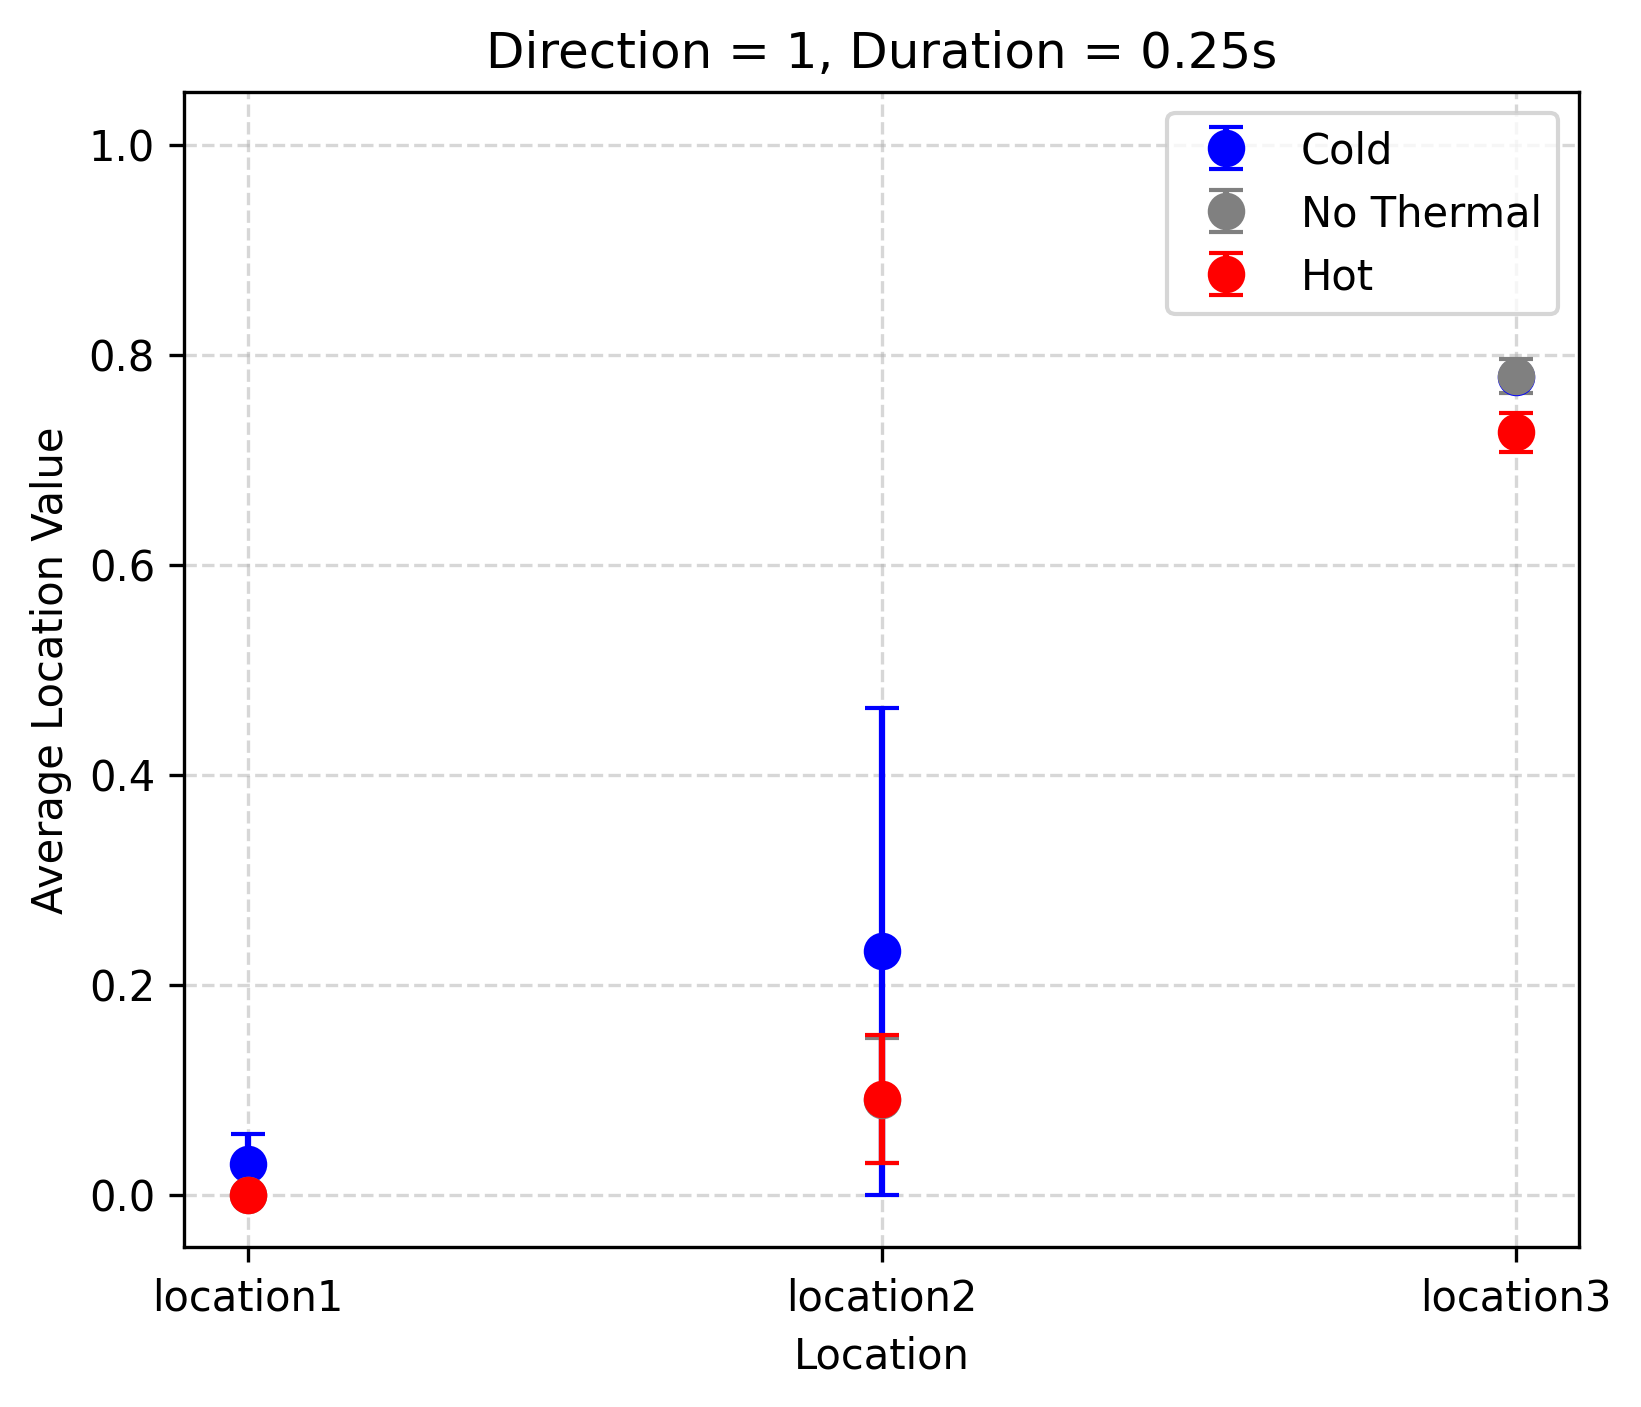 Direction = 1, Duration = 0.25s
Cold
No Thermal
Hot
1.0
0.8
0.6
0.4
0.2
0.0
Average Location Value
location1
location2
location3
Location